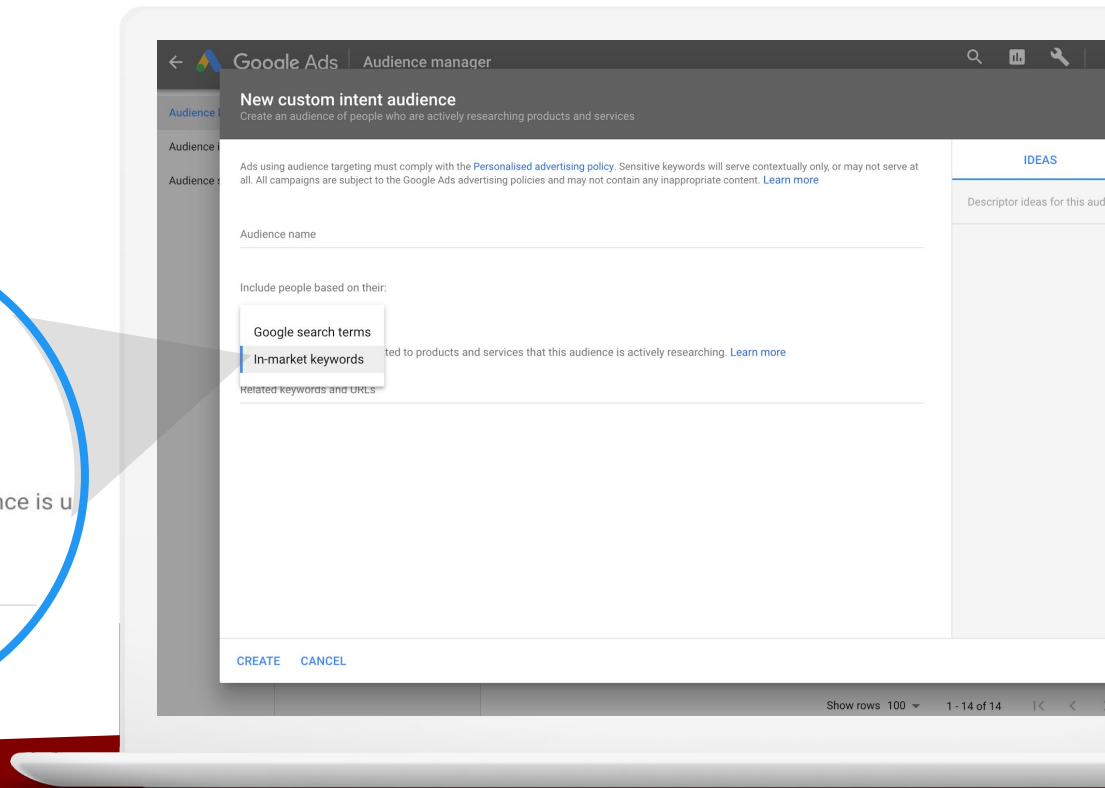 Google Ads
Audience manager
New custom intent audience
Create an audience of people who are actively researching products and services
Audience
Audience
Audience
Ads using audience targeting must comply with the Personalised advertising policy. Sensitive keywords will serve contextually only, or may not serve at
all. All campaigns are subject to the Google Ads advertising policies and may not contain any inappropriate content. Learn more
IDEAS
Descriptor ideas for this aud
Audience name
Include people based on their:
Google search terms
In-market keywords
ted to products and services that this audience is actively researching. Learn more
Related keywords and URLs
nce is u
CREATE CANCEL
Show rows 100 1 - 14 of 14